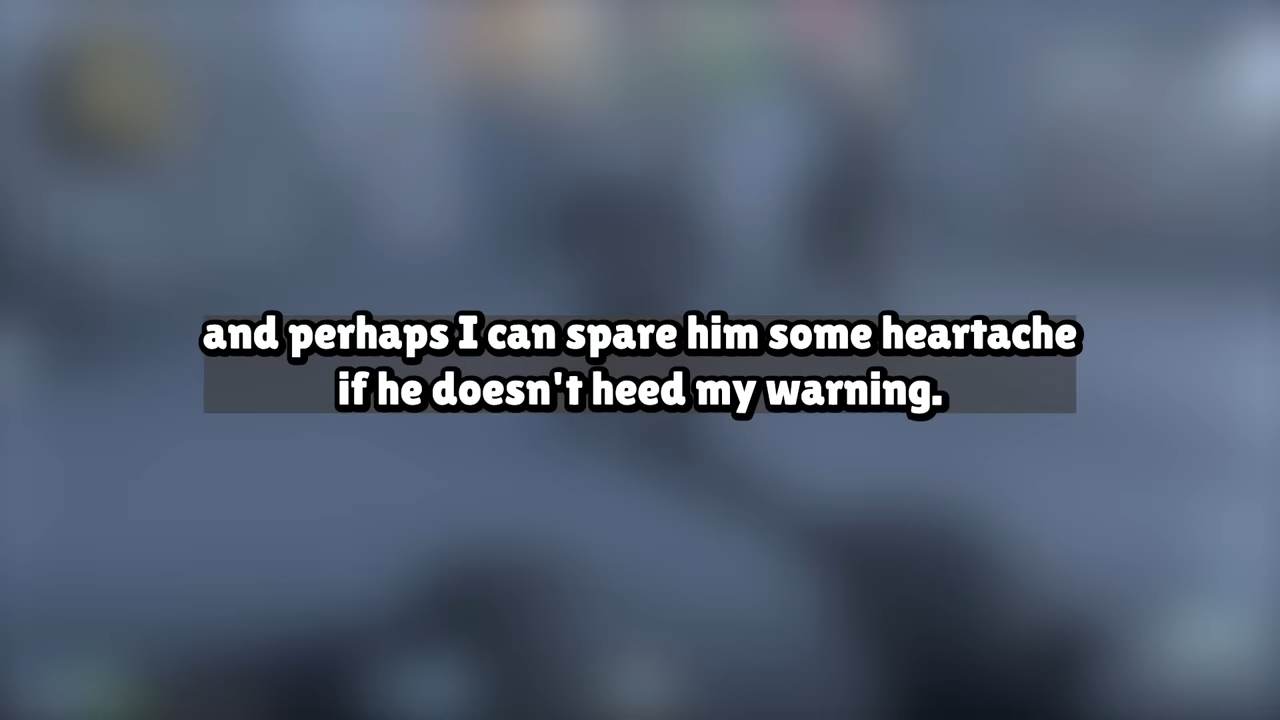 and perhaps I can spare him some heartache
if he doesn't heed my warning.